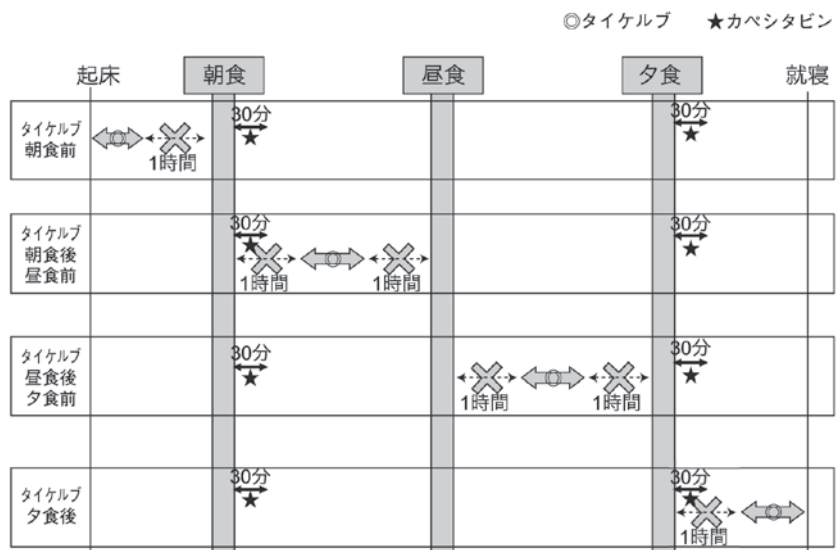 ◎タイケルブ ★カペシタビン
起床 朝食 昼食 夕食 就寝
タイケルブ
朝食前
30分
1時間
30分
タイケルブ
朝食後
昼食前
30分
1時間
1時間
30分
タイケルブ
昼食後
夕食前
30分
1時間
1時間
30分
タイケルブ
夕食後
30分
30分
1時間